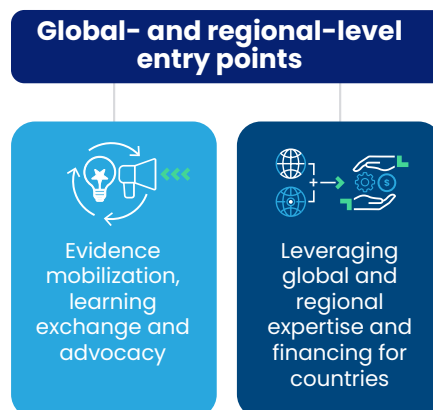 Global- and regional-level
entry points
Evidence
mobilization,
learning
exchange and
advocacy
$
Leveraging
global and
regional
expertise and
financing for
countries